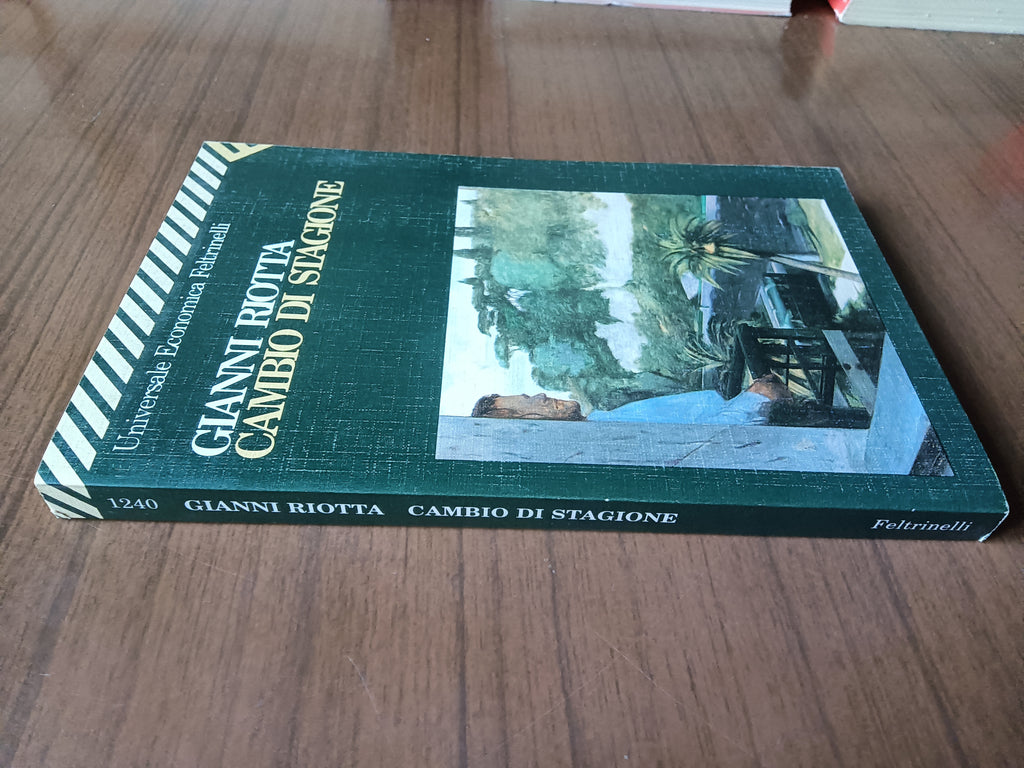 Universale Economica Feltrinelli
GIANNI RIOTTA
CAMBIO DI STAGIONE
1240 GIANNI RIOTTA CAMBIO DI STAGIONE Feltrinelli